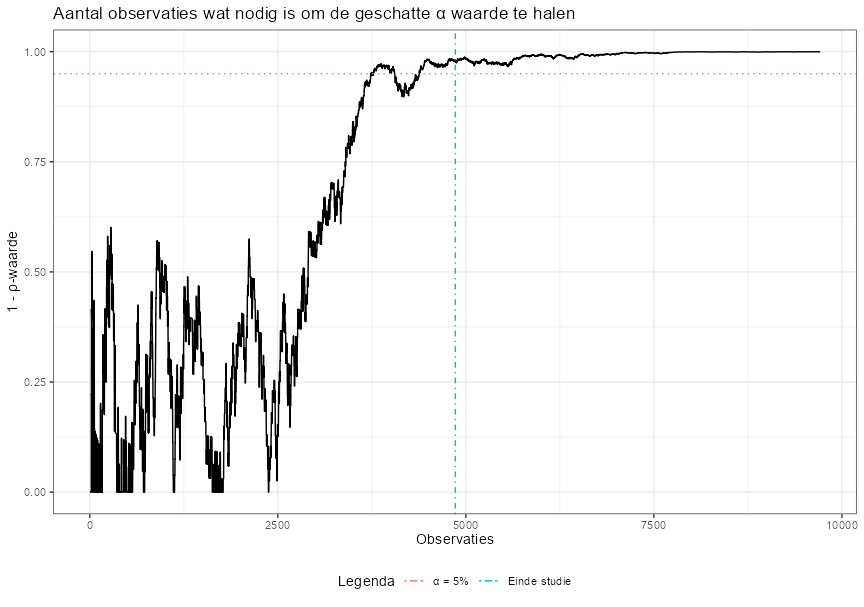 Aantal observaties wat nodig is om de geschatte α waarde te halen
1 - ρ-waarde
1.00
0.75
0.50
0.25
0.00
0 2500 5000 7500 10000
Observaties
Legenda α = 5% Einde studie